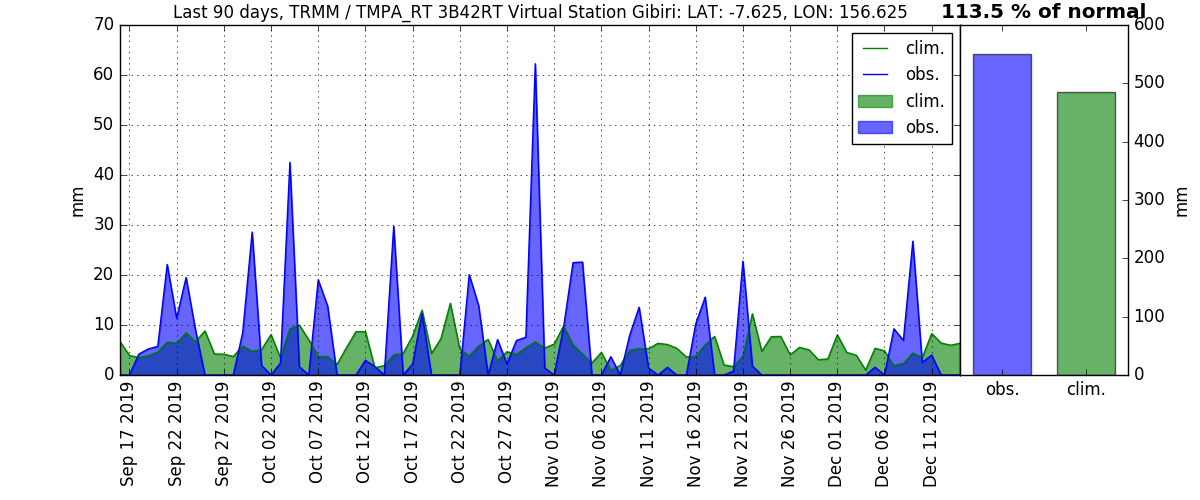 Last 90 days, TRMM / TMPA_RT 3B42RT Virtual Station Gibiri: LAT: -7.625, LON: 156.625
113.5 % of normal
mm
70
60
50
40
30
20
10
0
clim.
obs.
clim.
obs.
600
500
400
300
200
100
0
mm
Sep 17 2019
Sep 22 2019
Sep 27 2019
Oct 02 2019
Oct 07 2019
Oct 12 2019
Oct 17 2019
Oct 22 2019
Oct 27 2019
Nov 01 2019
Nov 06 2019
Nov 11 2019
Nov 16 2019
Nov 21 2019
Nov 26 2019
Dec 01 2019
Dec 06 2019
Dec 11 2019
obs.
clim.